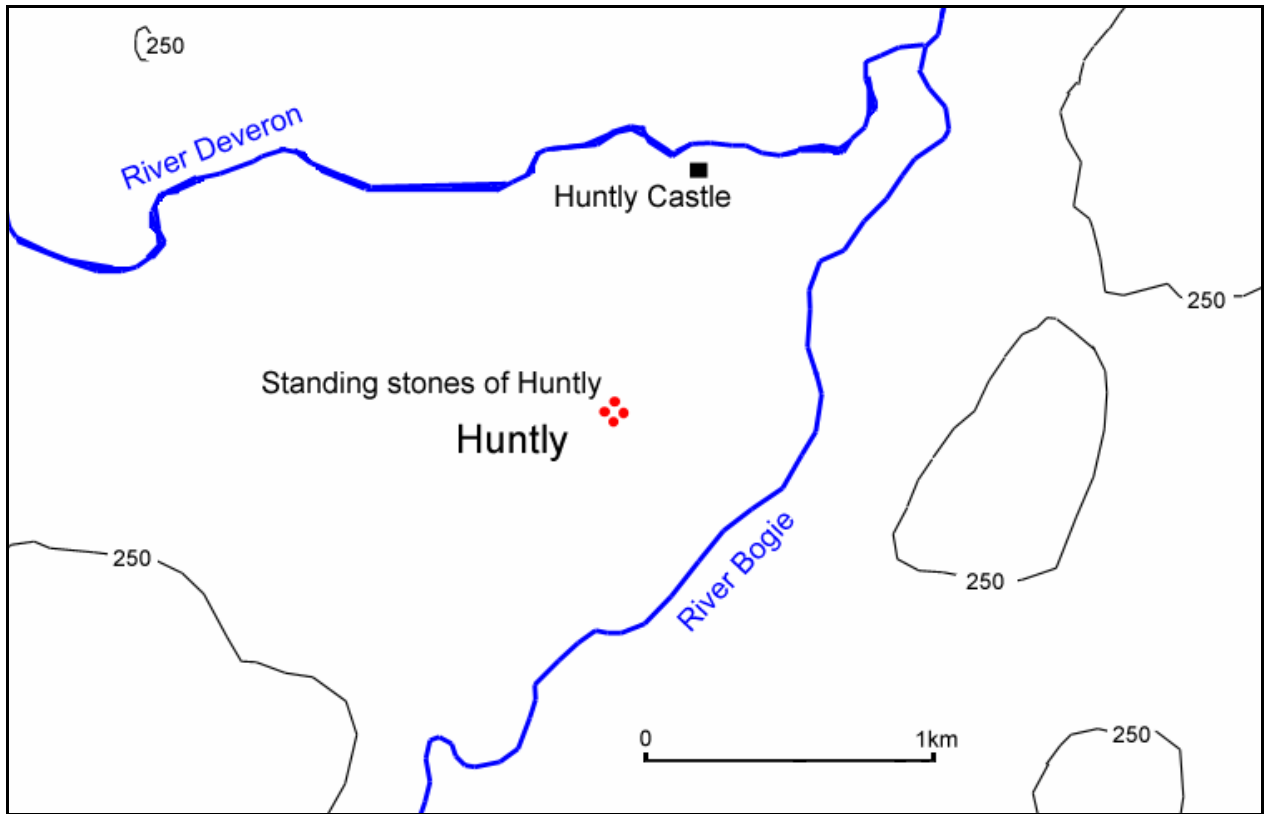 250
River Deveron
Huntly Castle
250
Standing stones of Huntly
Huntly
River Bogie
250
250
0 1km
250